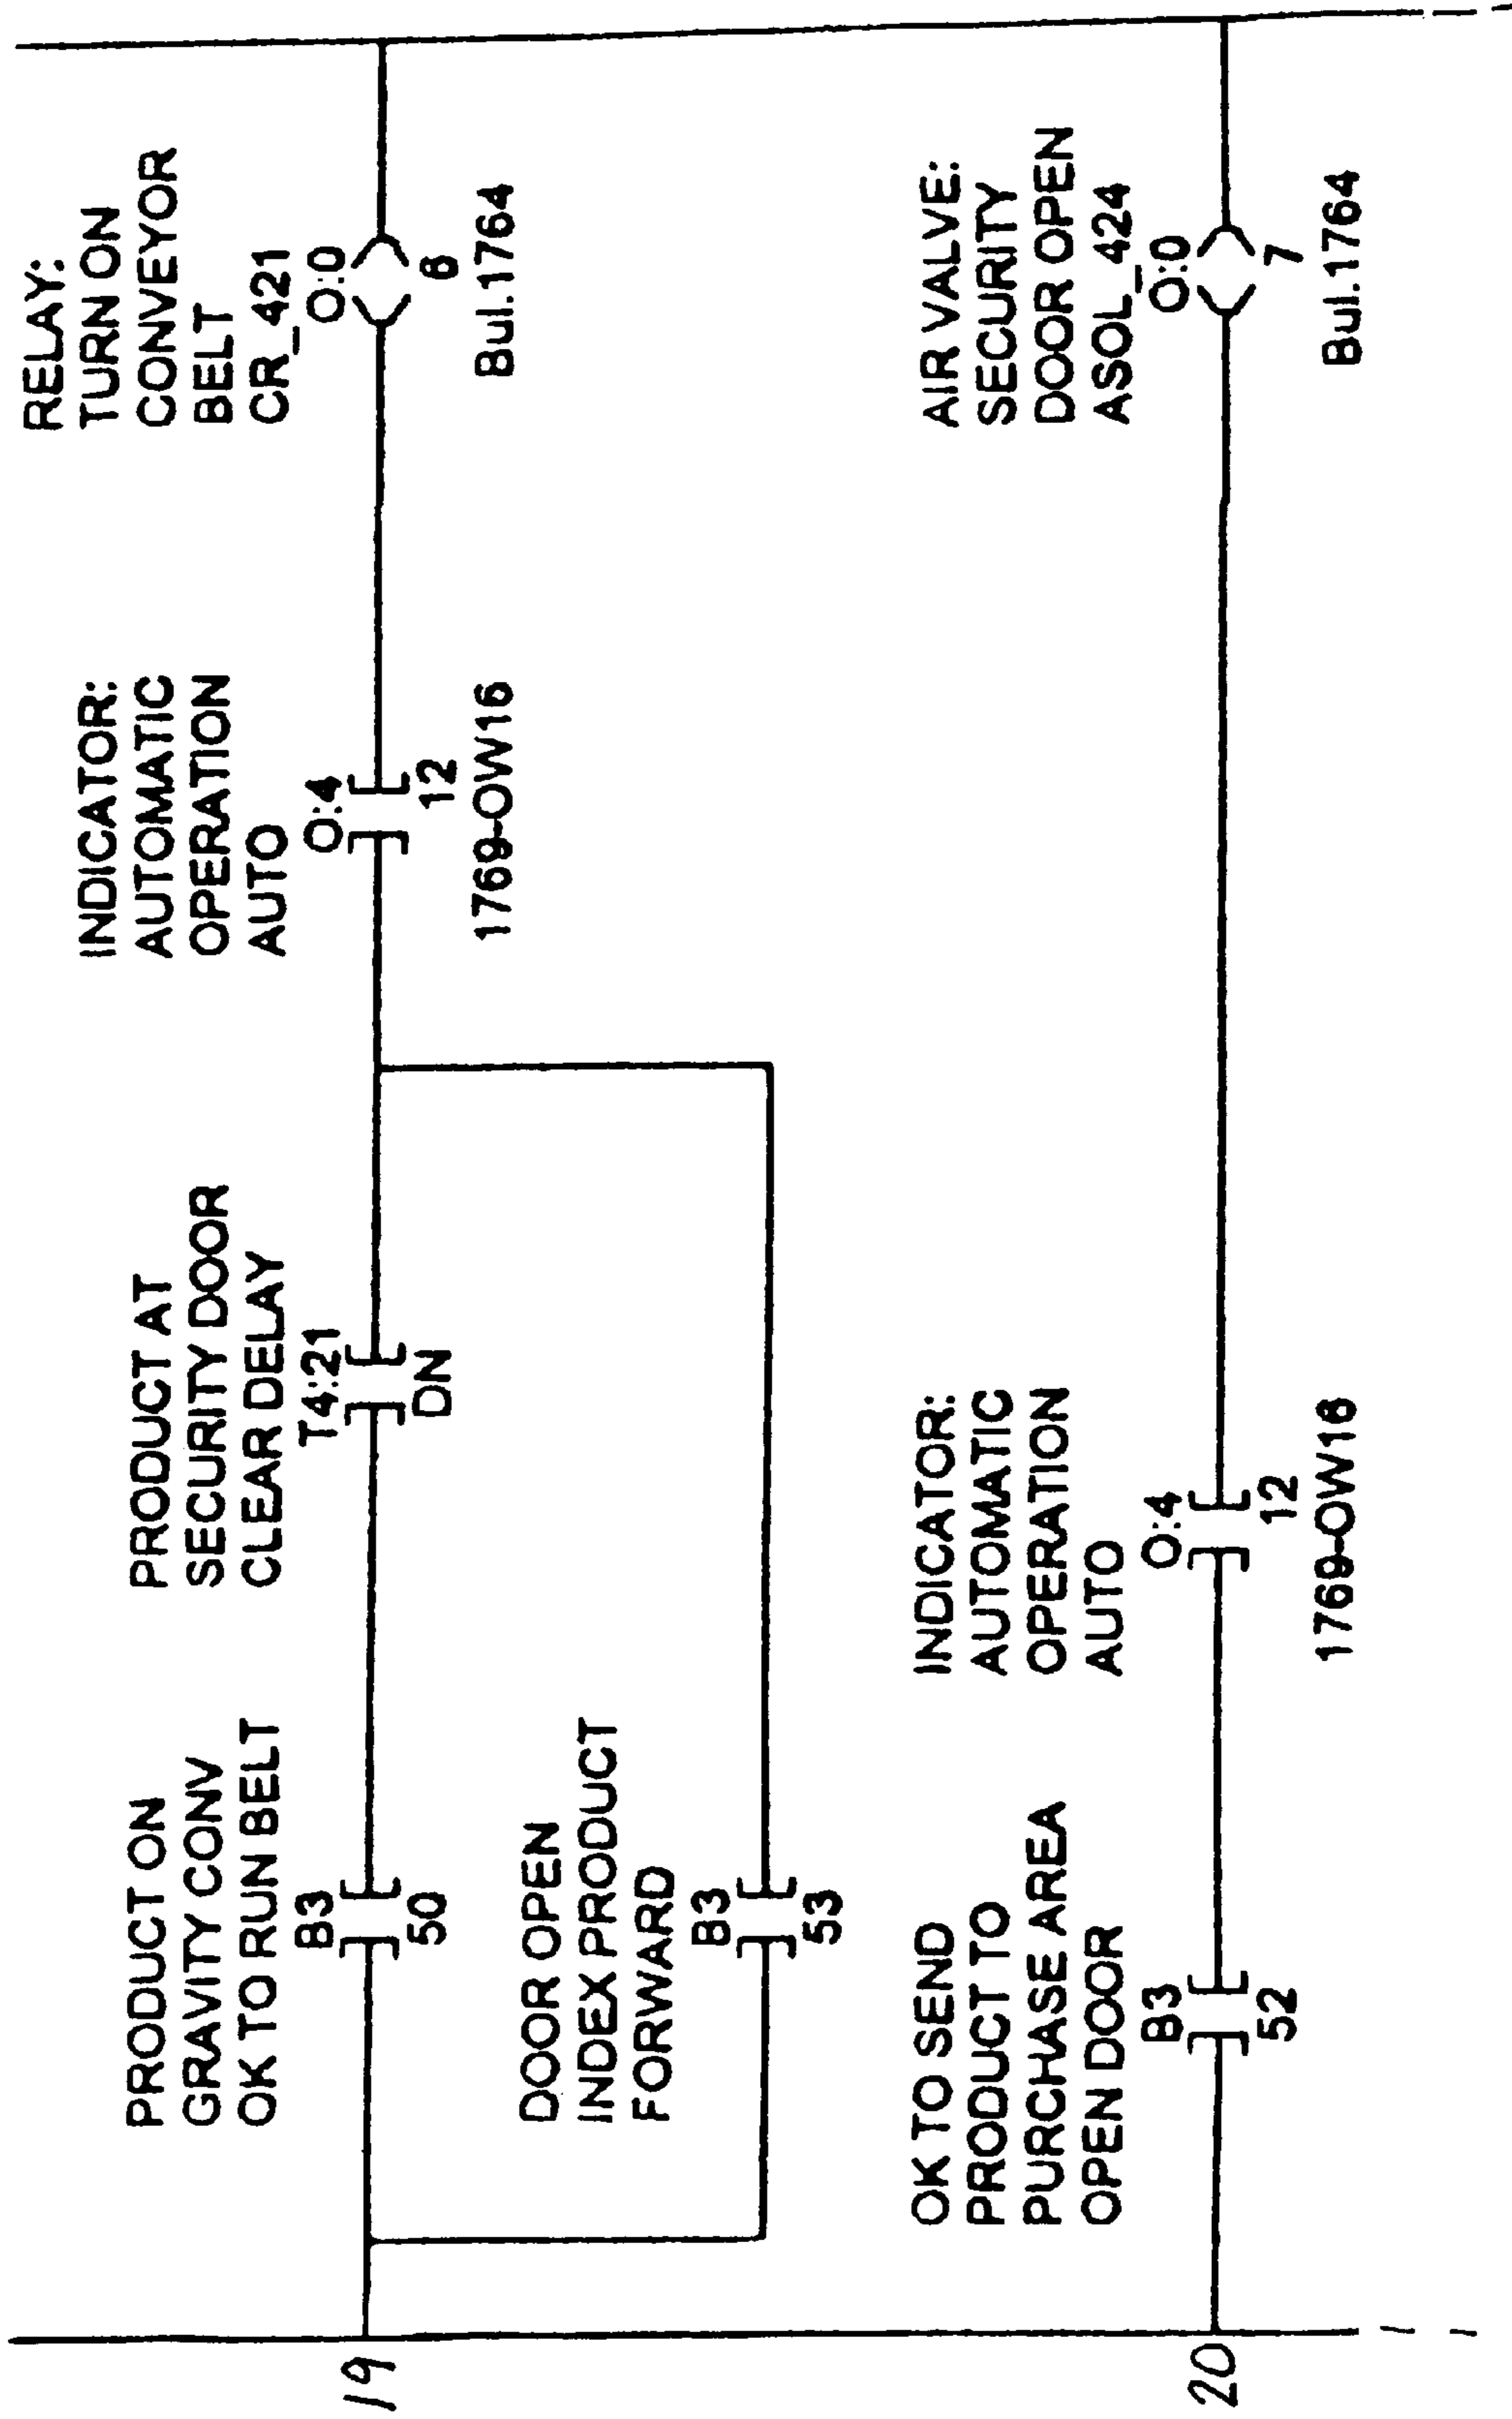 19
PRODUCT ON
GRAVITY CONV
OK TO RUN BELT
B3
50
PRODUCT AT
SECURITY DOOR
CLEAR DELAY
T4:21
DN
INDICATOR:
AUTOMATIC
OPERATION
AUTO
O:4
12
1769-OW16
RELAY:
TURN ON
CONVEYOR
BELT
CR_421
O:0
6
Bul.1764
DOOR OPEN
INDEX PRODUCT
FORWARD
B3
53
20
OK TO SEND
PRODUCT TO
PURCHASE AREA
OPEN DOOR
B3
52
INDICATOR:
AUTOMATIC
OPERATION
AUTO
O:4
12
1769-OW16
AIR VALVE:
SECURITY
DOOR OPEN
ASOL_424
O:0
7
Bul.1764